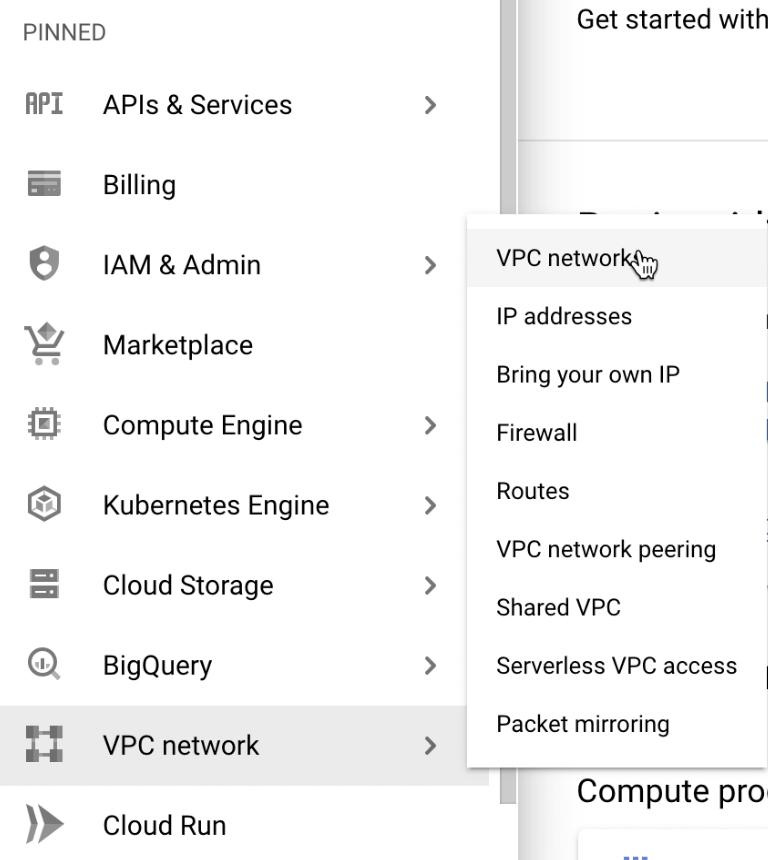 PINNED
API APIs & Services
Billing
IAM & Admin
Marketplace
Compute Engine
Kubernetes Engine
Cloud Storage
BigQuery
VPC network
Cloud Run
Get started with
VPC network
IP addresses
Bring your own IP
Firewall
Routes
VPC network peering
Shared VPC
Serverless VPC access
Packet mirroring
Compute